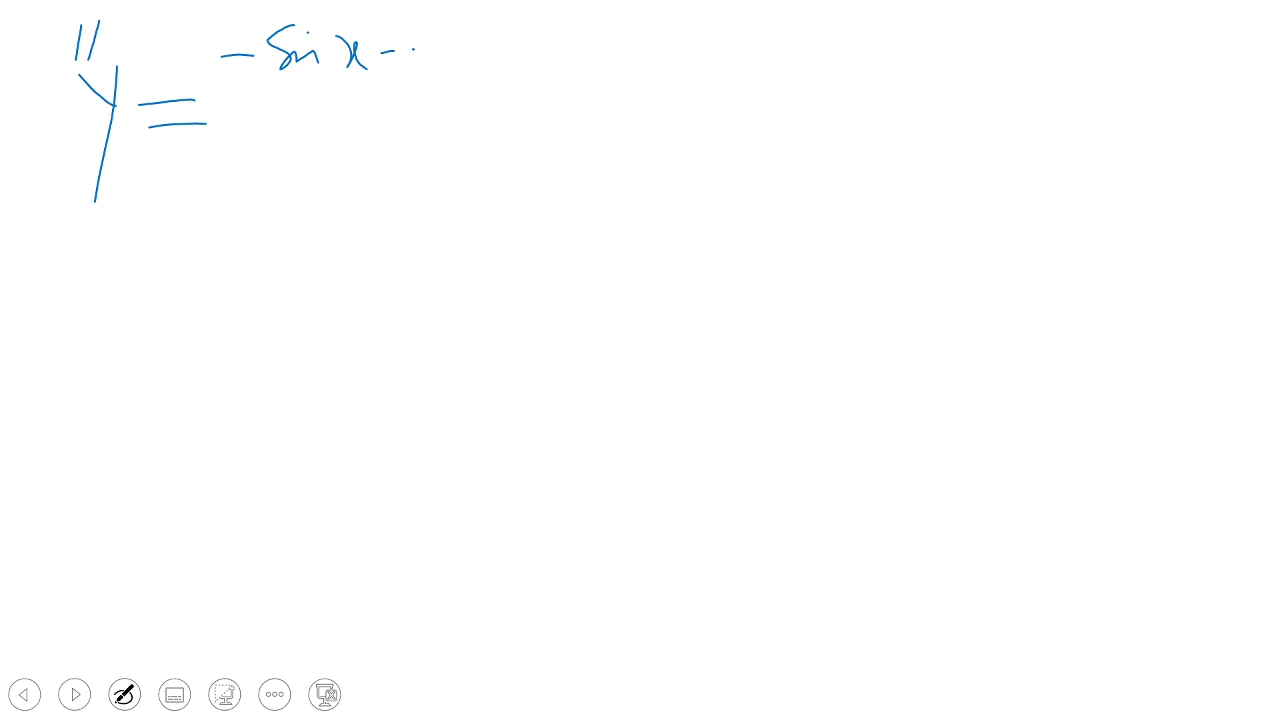 y'' = - sin x -